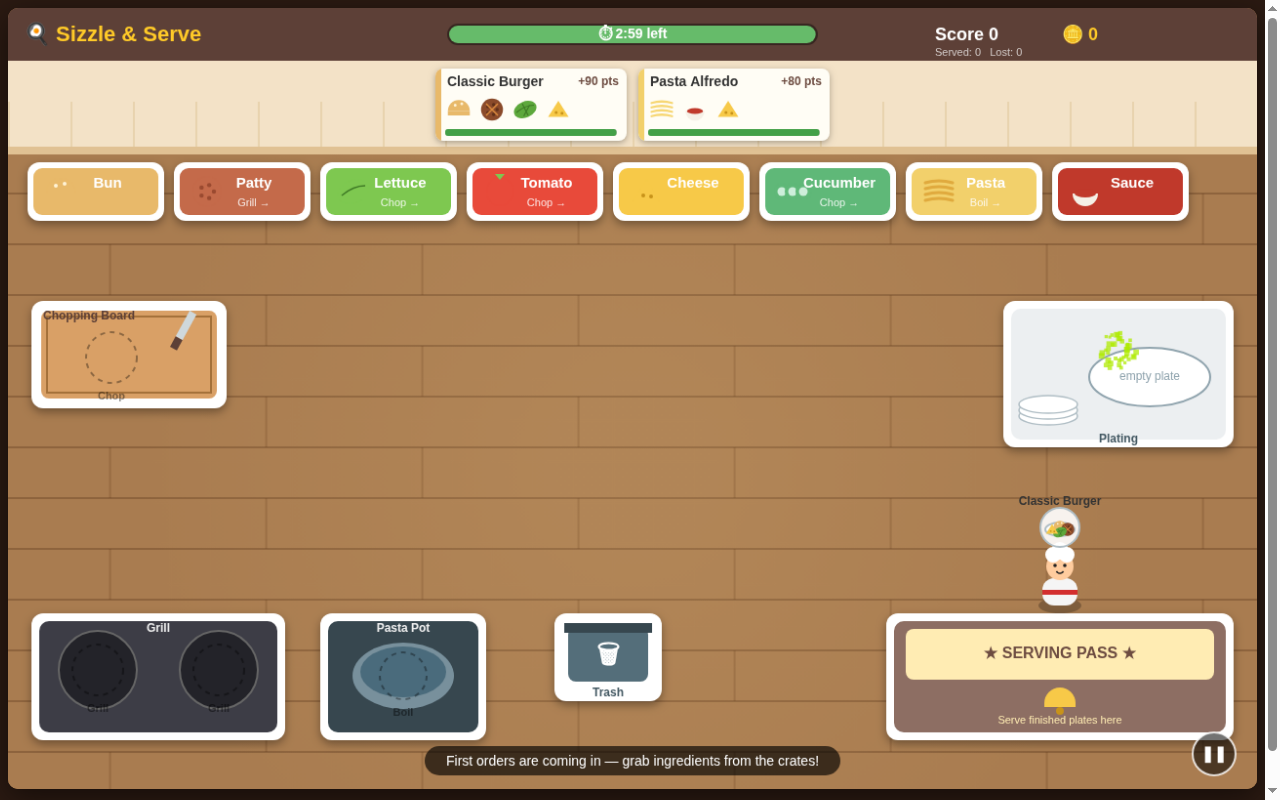 Sizzle & Serve
2:59 left
Score 0
0
Served: 0 Lost: 0
Classic Burger +90 pts
Pasta Alfredo +80 pts
Bun
Patty
Grill →
Lettuce
Chop →
Tomato
Chop →
Cheese
Cucumber
Chop →
Pasta
Boil →
Sauce
Chopping Board
Chop
empty plate
Plating
Classic Burger
Grill
Grill
Grill
Pasta Pot
Boil
Trash
★ SERVING PASS ★
Serve finished plates here
First orders are coming in — grab ingredients from the crates!